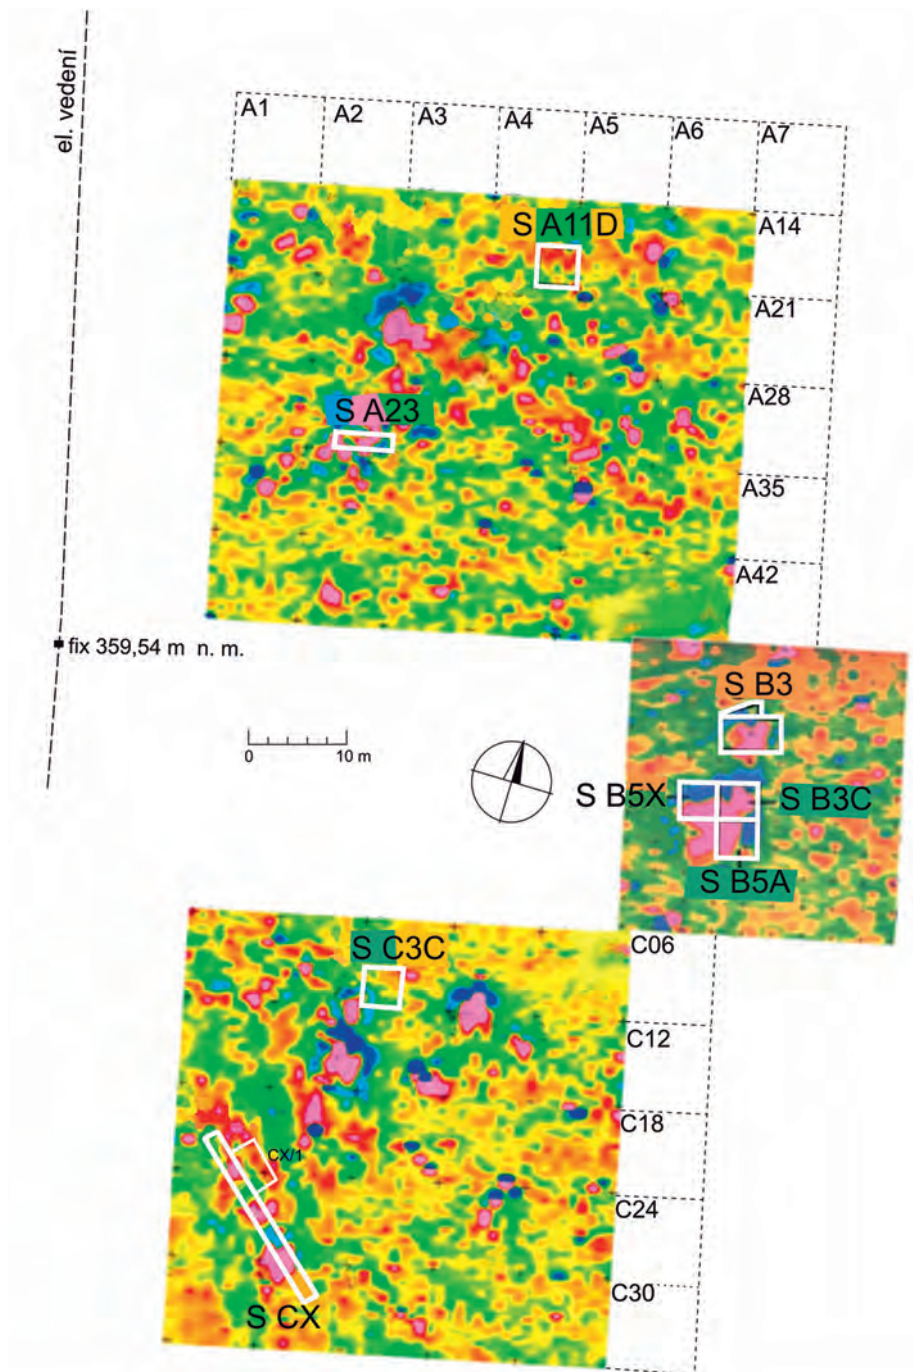 el. vedení
A1
A2
A3
A4
A5
A6
A7
A14
S A11D
A21
A28
S A23
A35
A42
fix 359,54 m n. m.
S B3
0 10 m
S B5X
S B3C
S B5A
S C3C
C06
C12
C18
CX/1
C24
C30
S CX